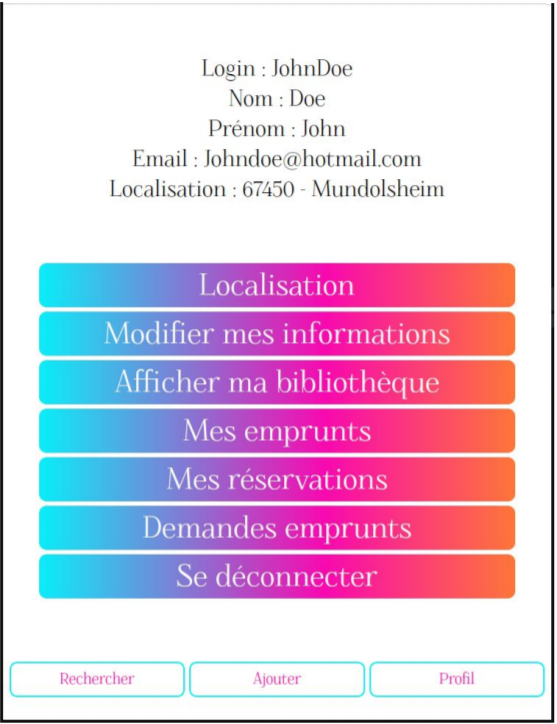 Login : JohnDoe
Nom : Doe
Prénom : John
Email : Johndoe@hotmail.com
Localisation : 67450 - Mundolsheim
Localisation
Modifier mes informations
Afficher ma bibliothèque
Mes emprunts
Mes réservations
Demandes emprunts
Se déconnecter
Rechercher
Ajouter
Profil